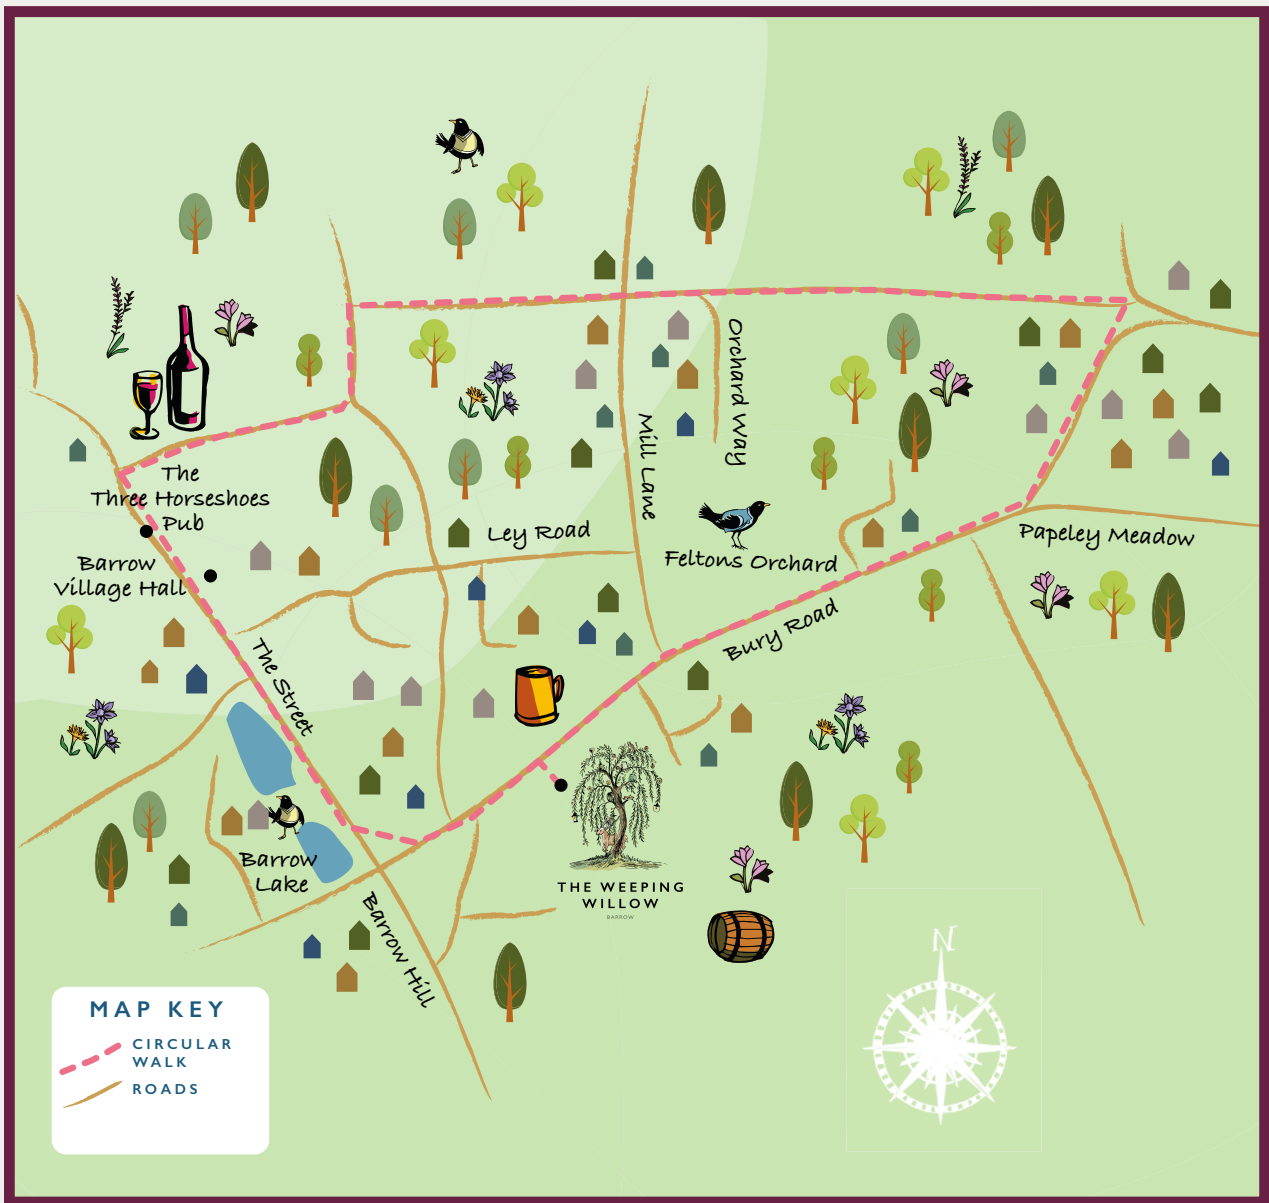 Orchard Way
Mill Lane
The
Three Horseshoes
Pub
Ley Road
Papeley Meadow
Feltons Orchard
Barrow
Village Hall
Bury Road
The Street
Barrow
Lake
THE WEEPING
WILLOW
BARROW
Barrow Hill
N
MAP KEY
CIRCULAR
WALK
ROADS